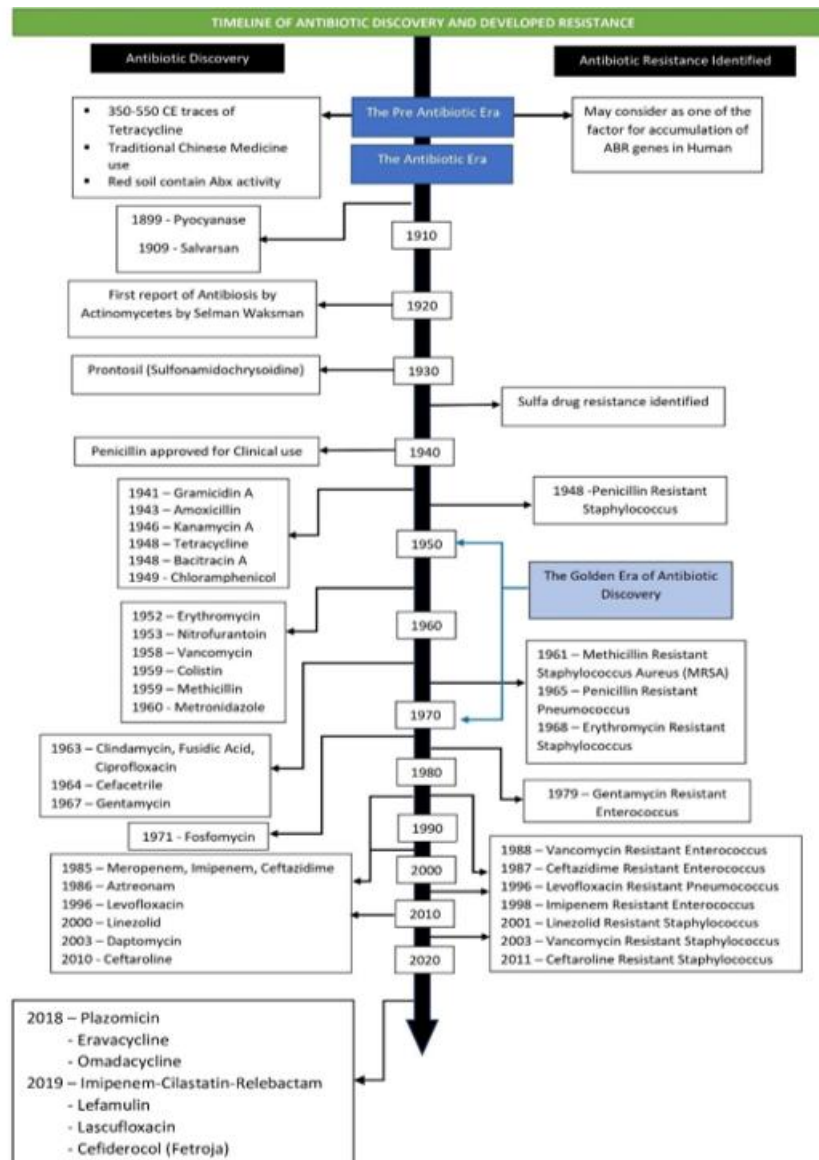 TIMELINE OF ANTIBIOTIC DISCOVERY AND DEVELOPED RESISTANCE
Antibiotic Discovery
Antibiotic Resistance Identified
▪ 350-550 CE traces of
Tetracycline
▪ Traditional Chinese Medicine
use
▪ Red soil contain Abx activity
The Pre Antibiotic Era
May consider as one of the
factor for accumulation of
ABR genes in Human
The Antibiotic Era
1899 - Pyocyanase
1909 - Salvarsan
1910
First report of Antibiosis by
Actinomycetes by Selman Waksman
1920
Prontosil (Sulfonamidochrysoidine)
1930
Sulfa drug resistance identified
Penicillin approved for Clinical use
1940
1941 – Gramicidin A
1943 – Amoxicillin
1946 – Kanamycin A
1948 – Tetracycline
1948 – Bacitracin A
1949 - Chloramphenicol
1948 -Penicillin Resistant
Staphylococcus
1950
The Golden Era of Antibiotic
Discovery
1952 – Erythromycin
1953 – Nitrofurantoin
1958 – Vancomycin
1959 – Colistin
1959 – Methicillin
1960 - Metronidazole
1960
1961 – Methicillin Resistant
Staphylococcus Aureus (MRSA)
1965 – Penicillin Resistant
Pneumococcus
1968 – Erythromycin Resistant
Staphylococcus
1970
1963 – Clindamycin, Fusidic Acid,
Ciprofloxacin
1964 – Cefacetrile
1967 – Gentamycin
1980
1979 – Gentamycin Resistant
Enterococcus
1971 - Fosfomycin
1990
1985 – Meropenem, Imipenem, Ceftazidime
1986 – Aztreonam
1996 – Levofloxacin
2000 – Linezolid
2003 – Daptomycin
2010 - Ceftaroline
2000
2010
2020
1988 – Vancomycin Resistant Enterococcus
1987 – Ceftazidime Resistant Enterococcus
1996 – Levofloxacin Resistant Pneumococcus
1998 – Imipenem Resistant Enterococcus
2001 – Linezolid Resistant Staphylococcus
2003 – Vancomycin Resistant Staphylococcus
2011 – Ceftaroline Resistant Staphylococcus
2018 – Plazomicin
- Eravacycline
- Omadacycline
2019 – Imipenem-Cilastatin-Relebactam
- Lefamulin
- Lascufloxacin
- Cefiderocol (Fetroja)